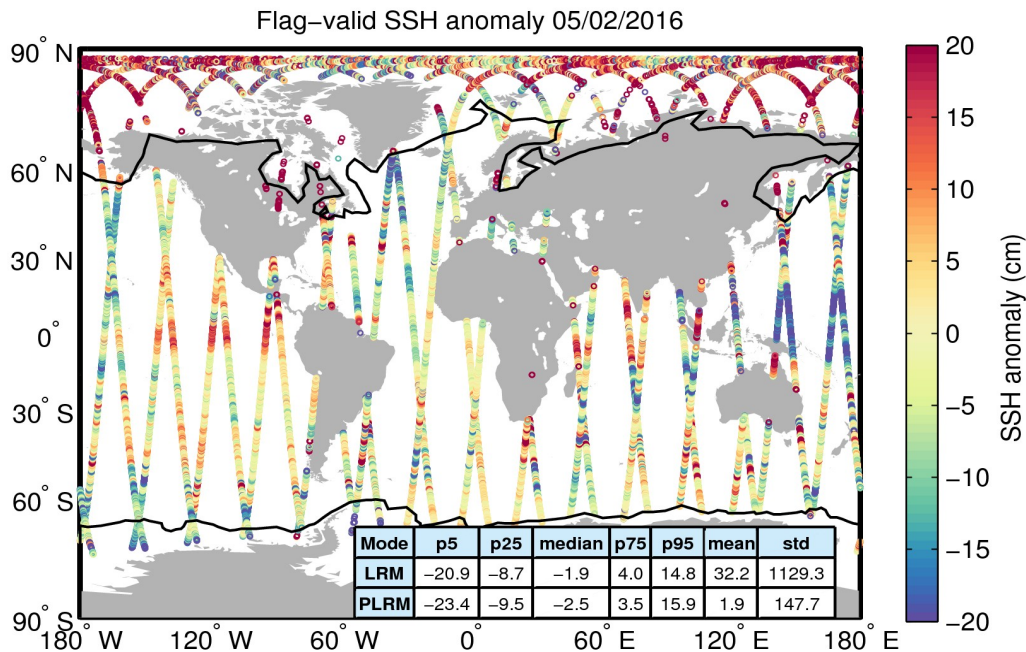 Flag−valid SSH anomaly 05/02/2016
90° N
60° N
30° N
0°
30° S
60° S
90° S
180° W 120° W 60° W 0° 60° E 120° E 180° E
Mode p5 p25 median p75 p95 mean std
LRM −20.9 −8.7 −1.9 4.0 14.8 32.2 1129.3
PLRM −23.4 −9.5 −2.5 3.5 15.9 1.9 147.7
20
15
10
5
0
−5
−10
−15
−20
SSH anomaly (cm)